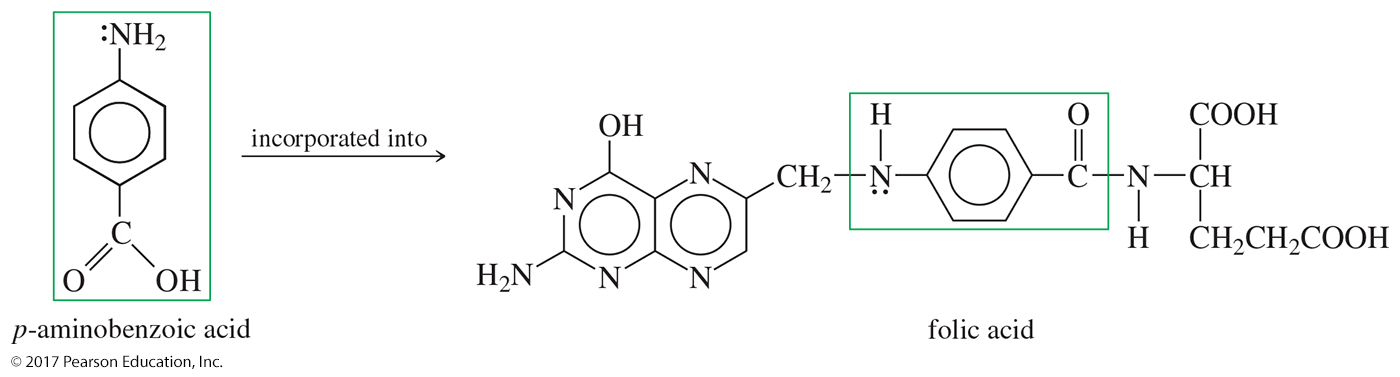 :NH₂
C
O
OH
p-aminobenzoic acid
© 2017 Pearson Education, Inc.
incorporated into
OH
N
N
H₂N
N
N
CH₂
H
N
O
C
N
H
COOH
CH
CH₂CH₂COOH
folic acid